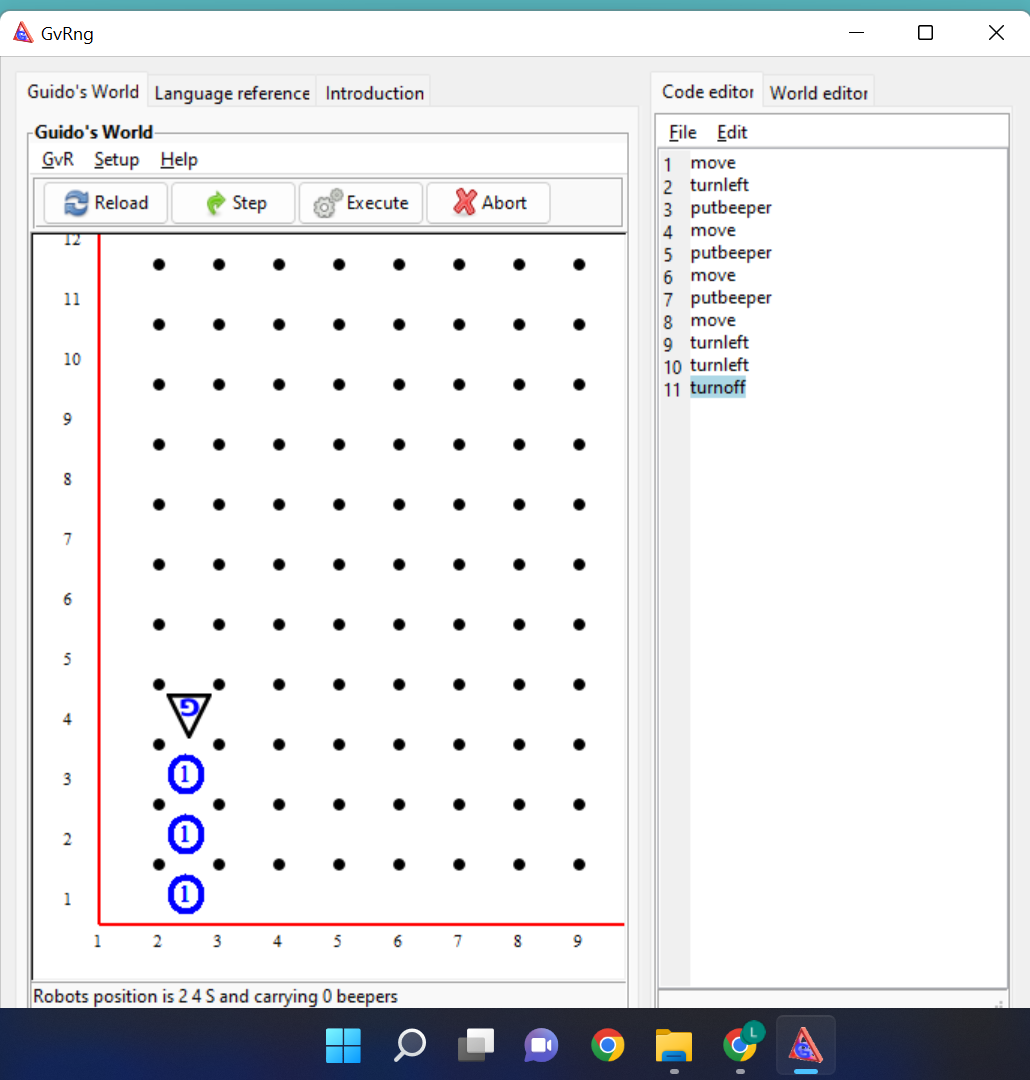 GvRng
Guido's World Language reference Introduction
Code editor World editor
Guido's World
GvR Setup Help
Reload Step Execute Abort
12
11
10
9
8
7
6
5
4
3
2
1
G
1
1
1
1 2 3 4 5 6 7 8 9
Robots position is 2 4 S and carrying 0 beepers
File Edit
1 move
2 turnleft
3 putbeeper
4 move
5 putbeeper
6 move
7 putbeeper
8 move
9 turnleft
10 turnleft
11 turnoff
L